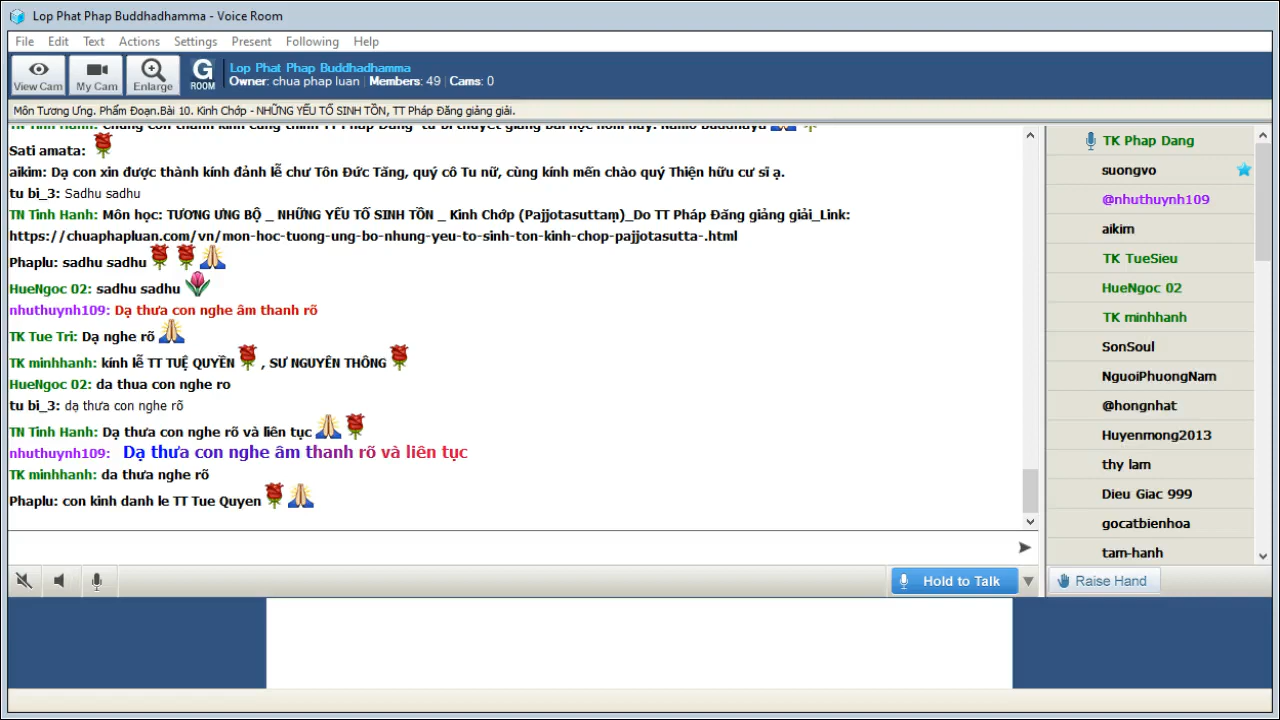 Lop Phat Phap Buddhadhamma - Voice Room
File Edit Text Actions Settings Present Following Help
View Cam My Cam Enlarge G ROOM
Lop Phat Phap Buddhadhamma
Owner: chua phap luan Members: 49 Cams: 0
Môn Tương Ưng. Phẩm Đoạn.Bài 10. Kinh Chớp - NHỮNG YẾU TỐ SINH TỒN, TT Pháp Đăng giảng giải.
Sati amata:
aikim: Dạ con xin được thành kính đảnh lễ chư Tôn Đức Tăng, quý cô Tu nữ, cùng kính mến chào quý Thiện hữu cư sĩ ạ.
tu bi_3: Sadhu sadhu
TN Tinh Hanh: Môn học: TƯƠNG ƯNG BỘ _ NHỮNG YẾU TỐ SINH TỒN _ Kinh Chớp (Pajjotasuttaṃ)_Do TT Pháp Đăng giảng giải_Link:
https://chuaphapluan.com/vn/mon-hoc-tuong-ung-bo-nhung-yeu-to-sinh-ton-kinh-chop-pajjotasutta-.html
Phaplu: sadhu sadhu
HueNgoc 02: sadhu sadhu
nhuthuynh109: Dạ thưa con nghe âm thanh rõ
TK Tue Tri: Dạ nghe rõ
TK minhhanh: kính lễ TT TUỆ QUYỀN , SƯ NGUYÊN THÔNG
HueNgoc 02: da thua con nghe ro
tu bi_3: dạ thưa con nghe rõ
TN Tinh Hanh: Dạ thưa con nghe rõ và liên tục
nhuthuynh109: Dạ thưa con nghe âm thanh rõ và liên tục
TK minhhanh: da thưa nghe rõ
Phaplu: con kinh danh le TT Tue Quyen
Hold to Talk
TK Phap Dang
suongvo
@nhuthuynh109
aikim
TK TueSieu
HueNgoc 02
TK minhhanh
SonSoul
NguoiPhuongNam
@hongnhat
Huyenmong2013
thy lam
Dieu Giac 999
gocatbienhoa
tam-hanh
Raise Hand